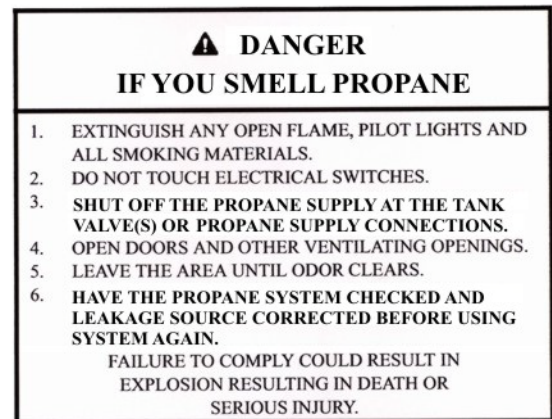 DANGER
IF YOU SMELL PROPANE
1. EXTINGUISH ANY OPEN FLAME, PILOT LIGHTS AND
ALL SMOKING MATERIALS.
2. DO NOT TOUCH ELECTRICAL SWITCHES.
3. SHUT OFF THE PROPANE SUPPLY AT THE TANK
VALVE(S) OR PROPANE SUPPLY CONNECTIONS.
4. OPEN DOORS AND OTHER VENTILATING OPENINGS.
5. LEAVE THE AREA UNTIL ODOR CLEARS.
6. HAVE THE PROPANE SYSTEM CHECKED AND
LEAKAGE SOURCE CORRECTED BEFORE USING
SYSTEM AGAIN.
FAILURE TO COMPLY COULD RESULT IN
EXPLOSION RESULTING IN DEATH OR
SERIOUS INJURY.